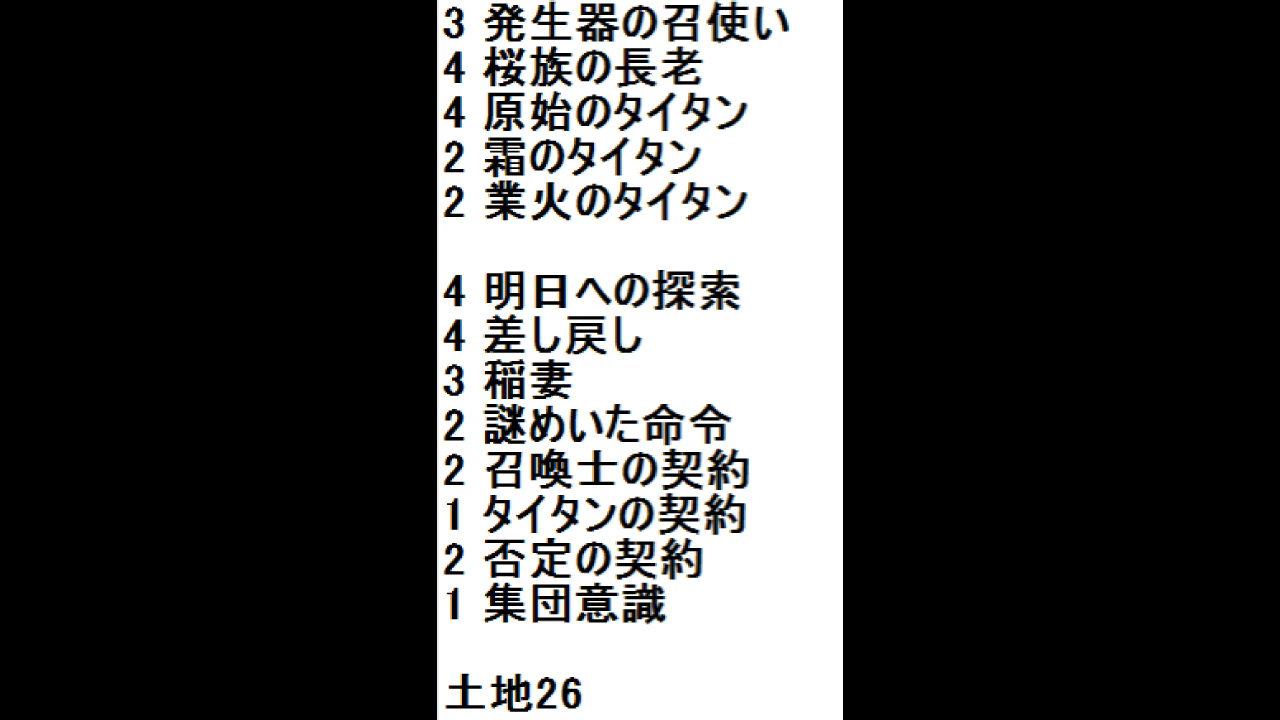 3 発生器の召使い
4 桜族の長老
4 原始のタイタン
2 霜のタイタン
2 業火のタイタン
4 明日への探索
4 差し戻し
3 稲妻
2 謎めいた命令
2 召喚士の契約
1 タイタンの契約
2 否定の契約
1 集団意識
土地26